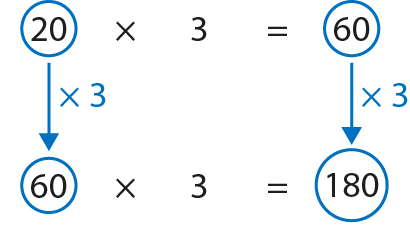 20 × 3 = 60
× 3 × 3
60 × 3 = 180